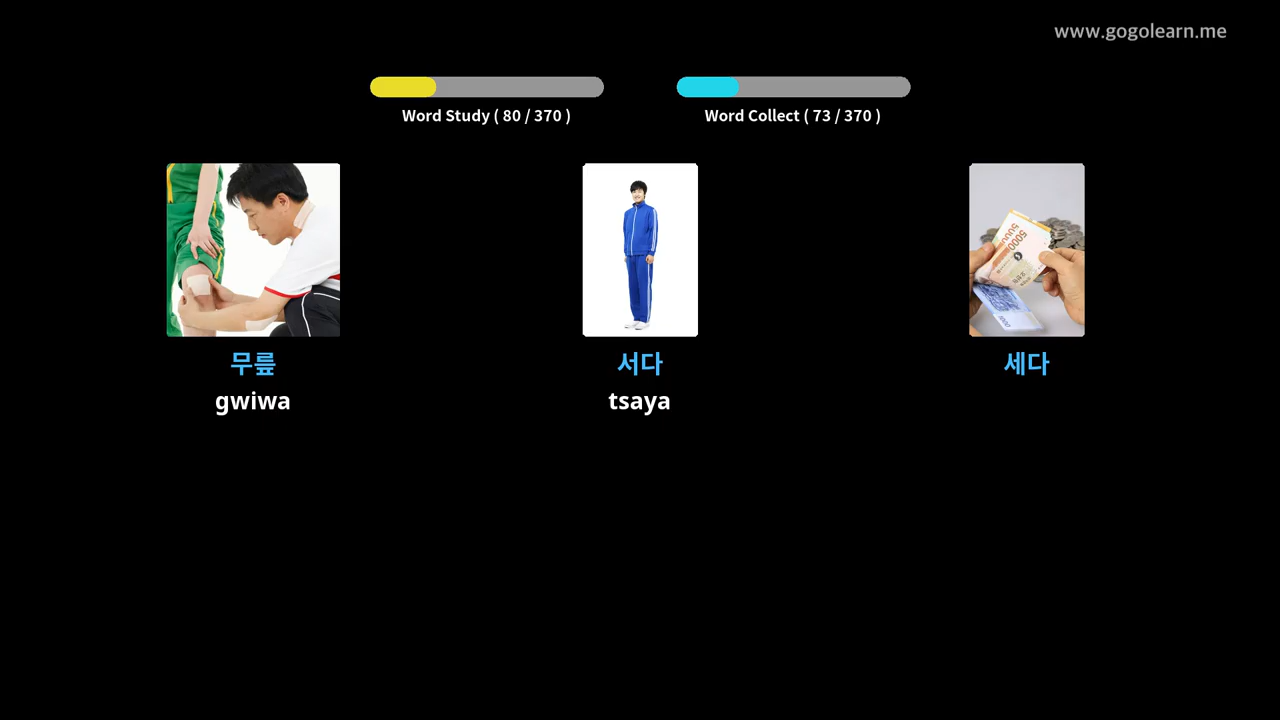 www.gogolearn.me
Word Study ( 80 / 370 )
Word Collect ( 73 / 370 )
무릎
gwiwa
서다
tsaya
세다